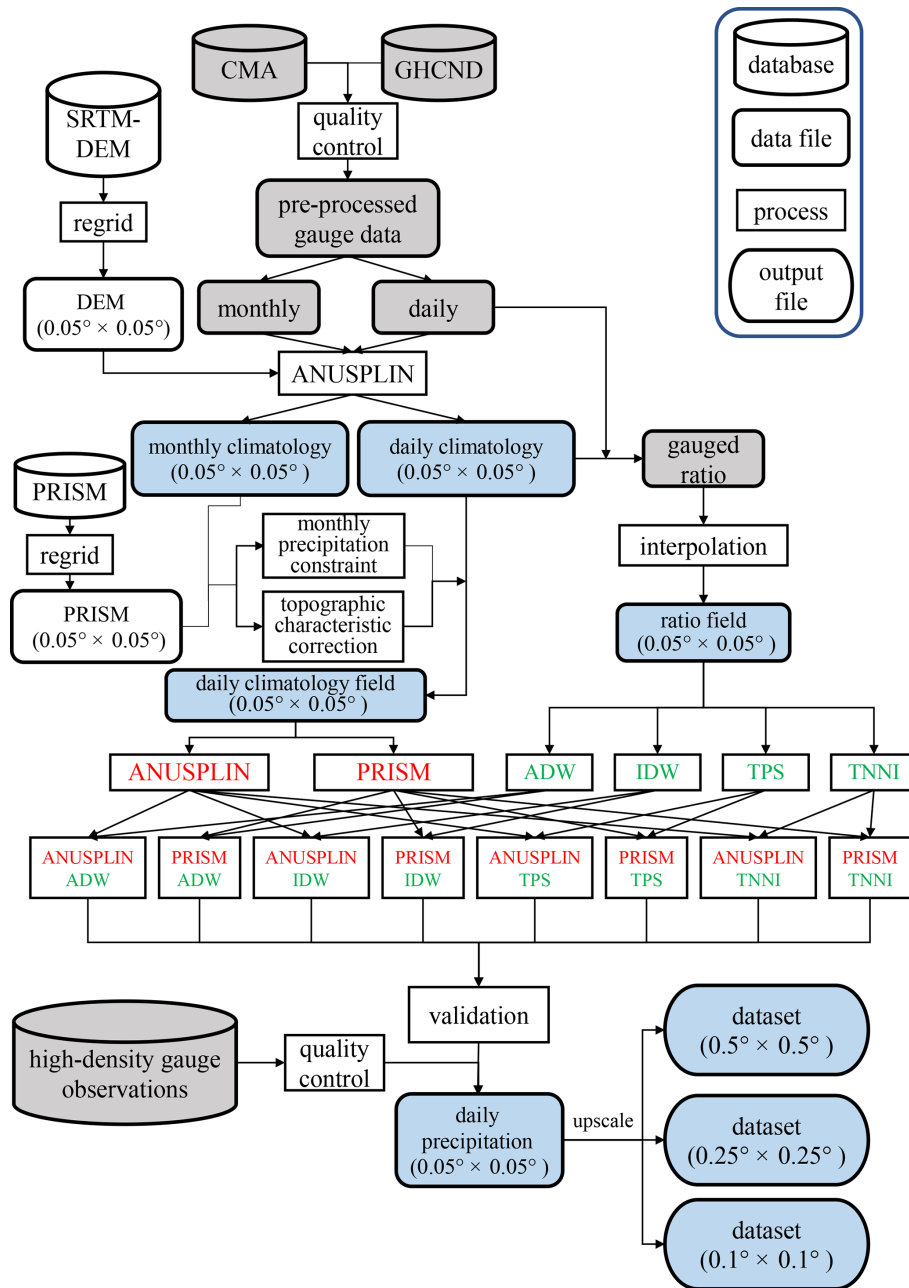 CMA
GHCND
database
SRTM-
DEM
quality
control
data file
pre-processed
gauge data
regrid
process
output
file
DEM
(0.05° × 0.05° )
monthly
daily
ANUSPLIN
monthly climatology
(0.05° × 0.05° )
daily climatology
(0.05° × 0.05° )
gauged
ratio
PRISM
regrid
monthly
precipitation
constraint
interpolation
PRISM
(0.05° × 0.05° )
topographic
characteristic
correction
ratio field
(0.05° × 0.05° )
daily climatology field
(0.05° × 0.05° )
ANUSPLIN
PRISM
ADW
IDW
TPS
TNNI
ANUSPLIN
ADW
PRISM
ADW
ANUSPLIN
IDW
PRISM
IDW
ANUSPLIN
TPS
PRISM
TPS
ANUSPLIN
TNNI
PRISM
TNNI
validation
high-density gauge
observations
quality
control
daily
precipitation
(0.05° × 0.05° )
upscale
dataset
(0.5° × 0.5° )
dataset
(0.25° × 0.25° )
dataset
(0.1° × 0.1° )